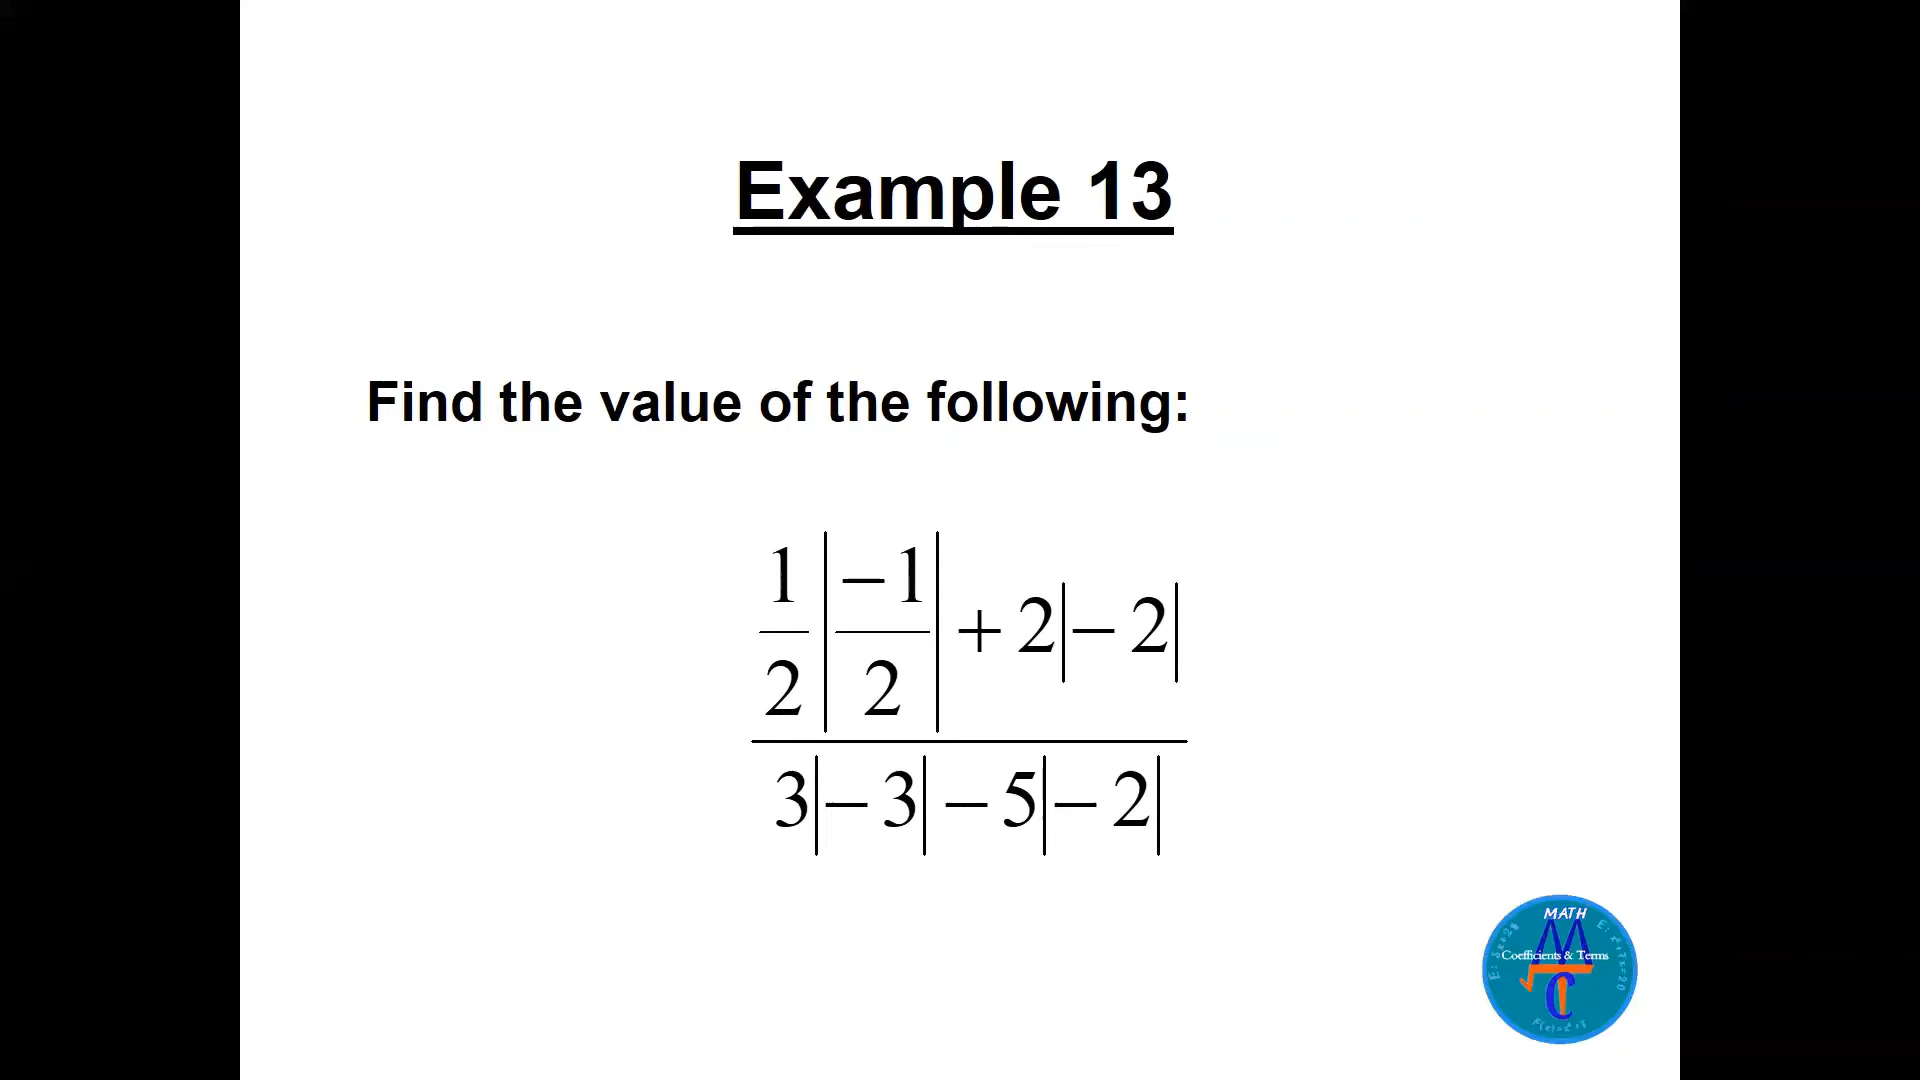 Example 13
Find the value of the following:
1/2 |−1/2| + 2|−2|
3|−3| − 5|−2|
MATH
Coefficients & Terms